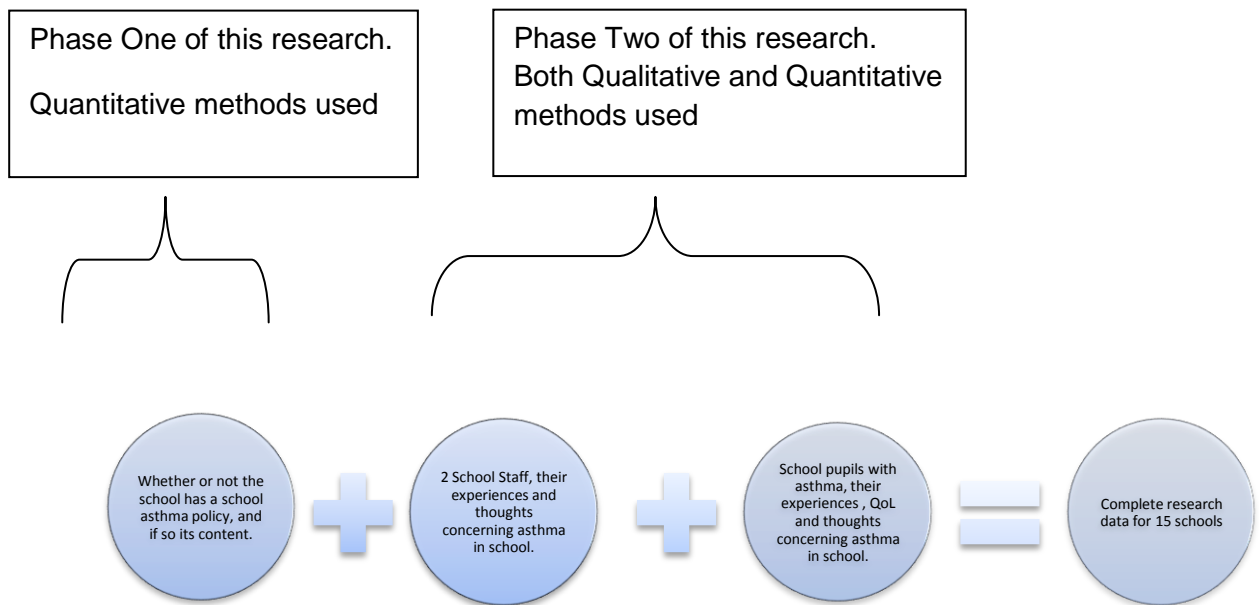 Phase One of this research.
Quantitative methods used
Phase Two of this research.
Both Qualitative and Quantitative
methods used
Whether or not the
school has a school
asthma policy, and
if so its content.
2 School Staff, their
experiences and
thoughts
concerning asthma
in school.
School pupils with
asthma, their
experiences , QoL
and thoughts
concerning asthma
in school.
Complete research
data for 15 schools